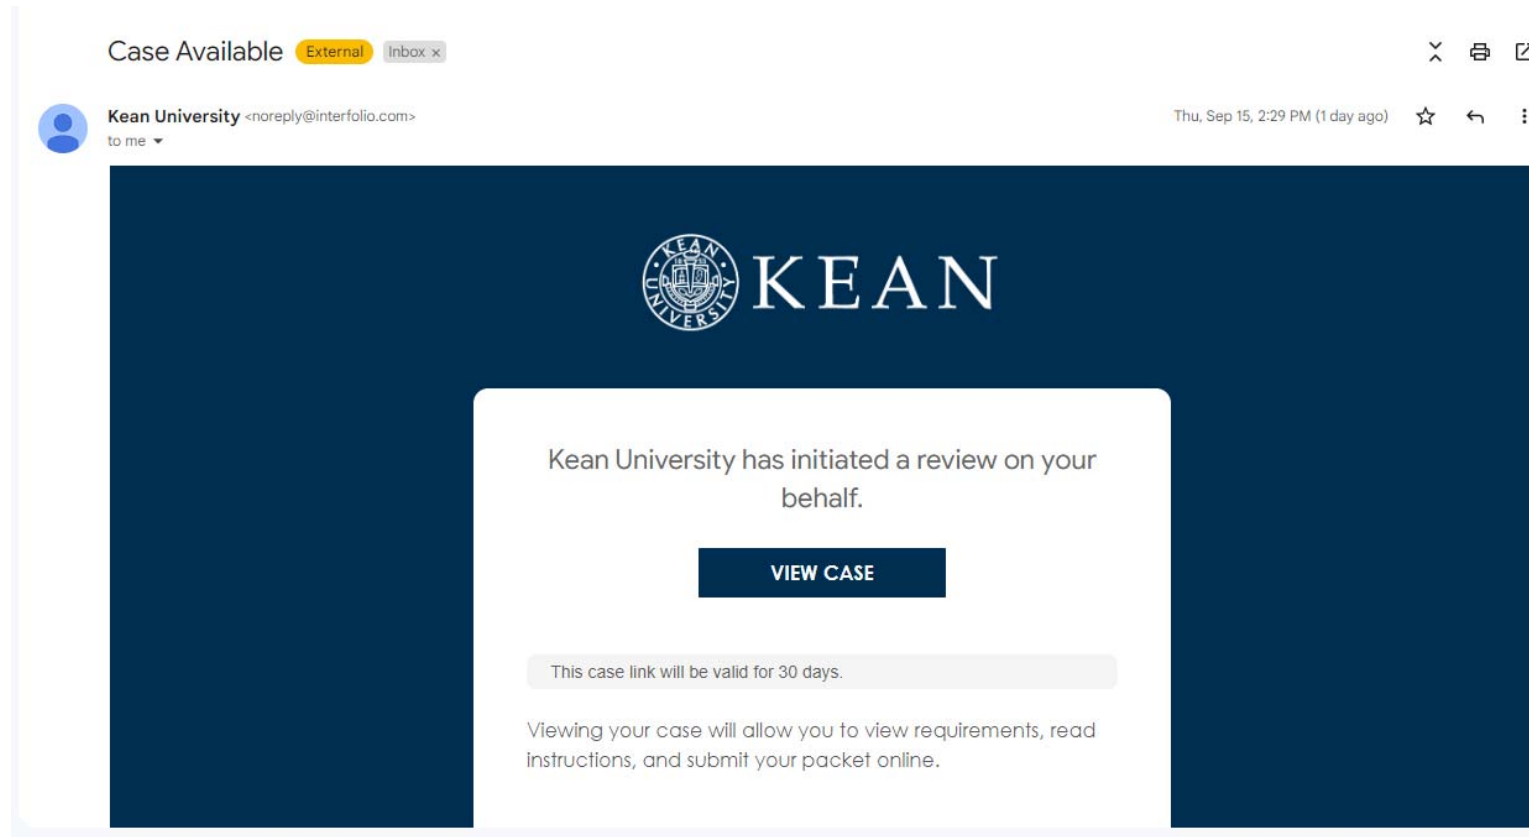 Case Available External Inbox x
Kean University <noreply@interfolio.com> Thu, Sep 15, 2:29 PM (1 day ago)
to me
KEAN UNIVERSITY KEAN
Kean University has initiated a review on your
behalf.
VIEW CASE
This case link will be valid for 30 days.
Viewing your case will allow you to view requirements, read
instructions, and submit your packet online.